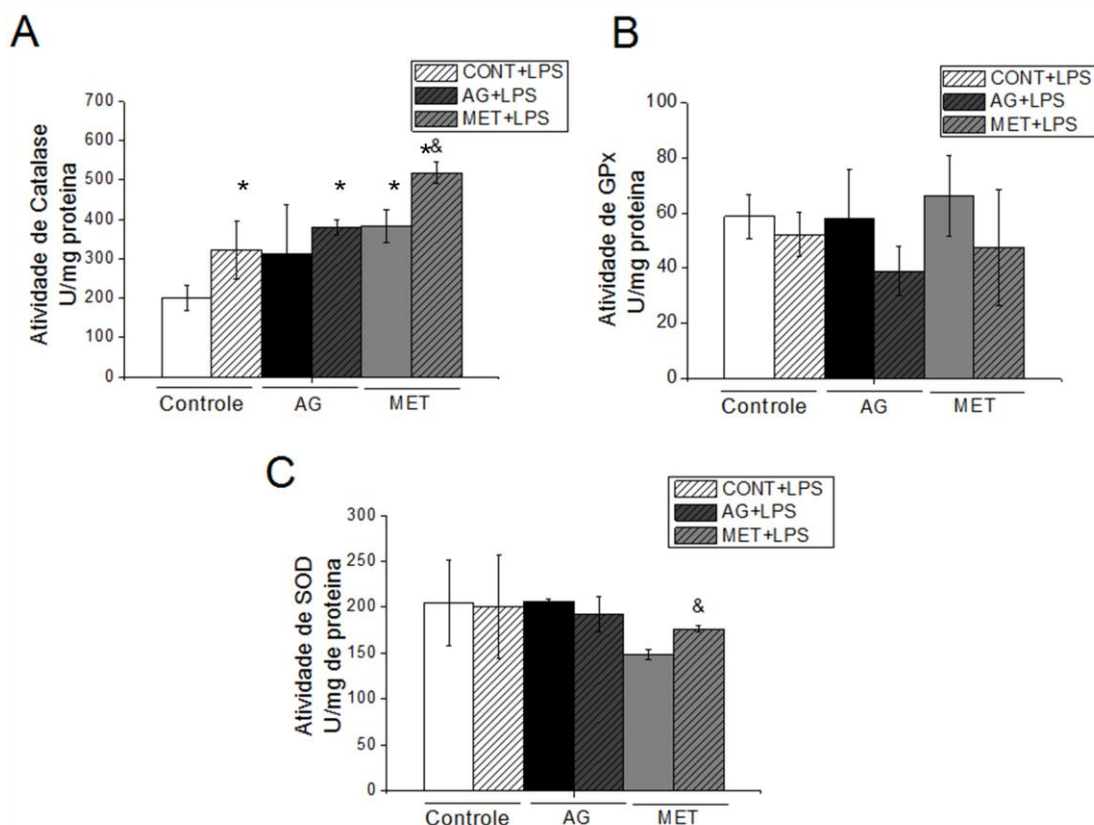 A
CONT+LPS
AG+LPS
MET+LPS
Atividade de Catalase
U/mg proteina
700
600
500
400
300
200
100
0
*
*
*
*&
Controle
AG
MET
B
CONT+LPS
AG+LPS
MET+LPS
Atividade de GPx
U/mg proteina
100
80
60
40
20
0
Controle
AG
MET
C
CONT+LPS
AG+LPS
MET+LPS
Atividade de SOD
U/mg de proteina
300
250
200
150
100
50
0
&
Controle
AG
MET